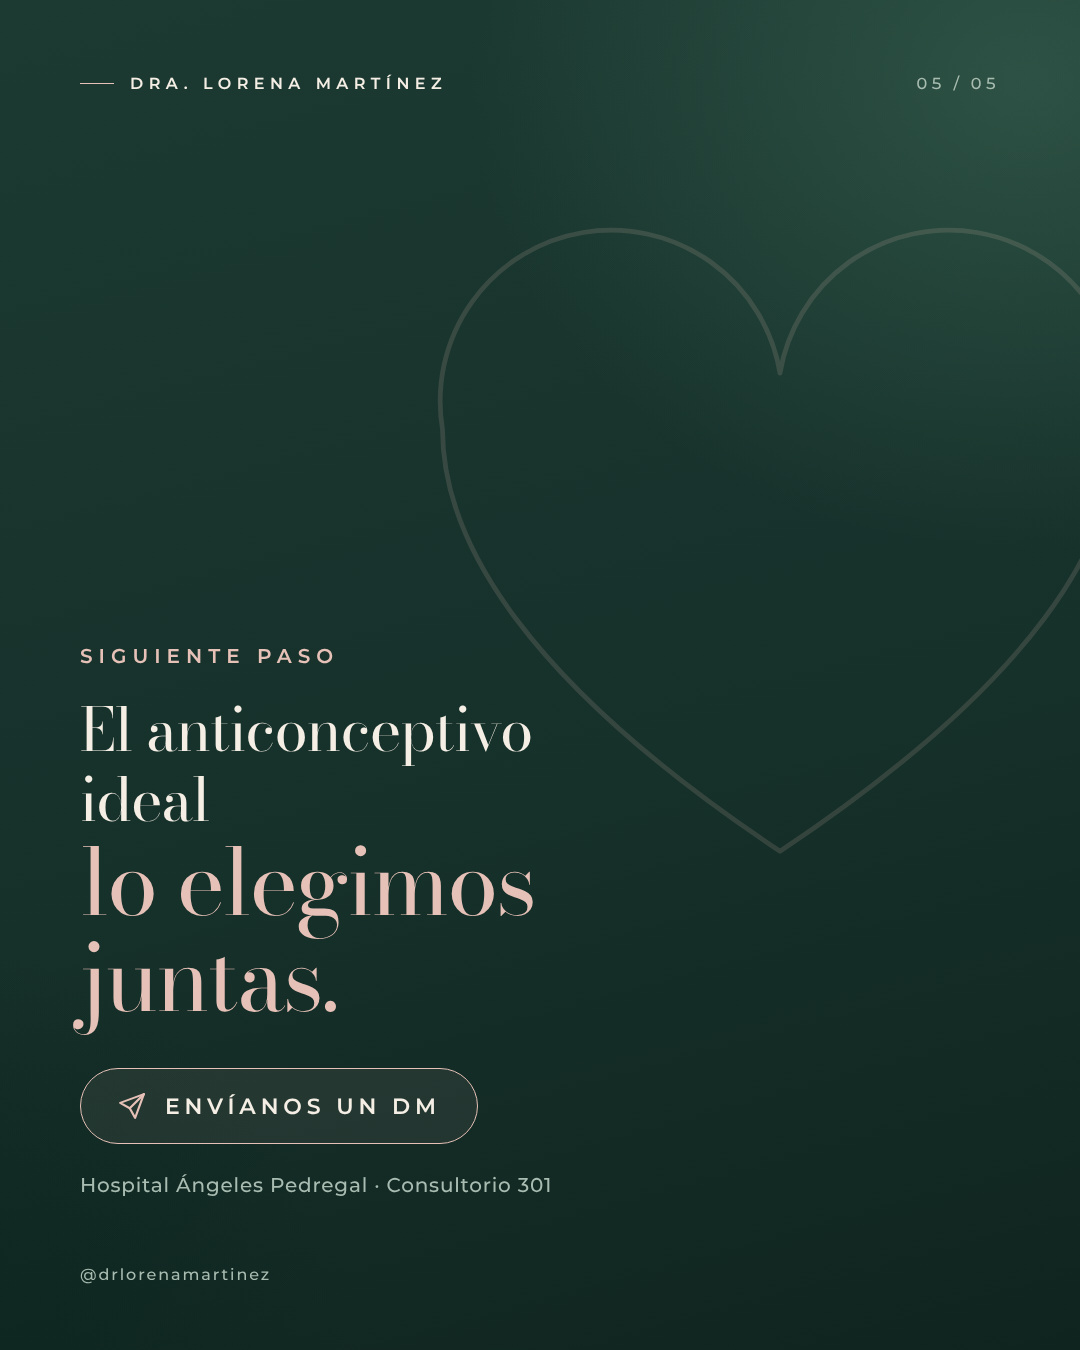 DRA. LORENA MARTÍNEZ
05 / 05
SIGUIENTE PASO
El anticonceptivo
ideal
lo elegimos
juntas.
ENVÍANOS UN DM
Hospital Ángeles Pedregal · Consultorio 301
@drlorenamartinez